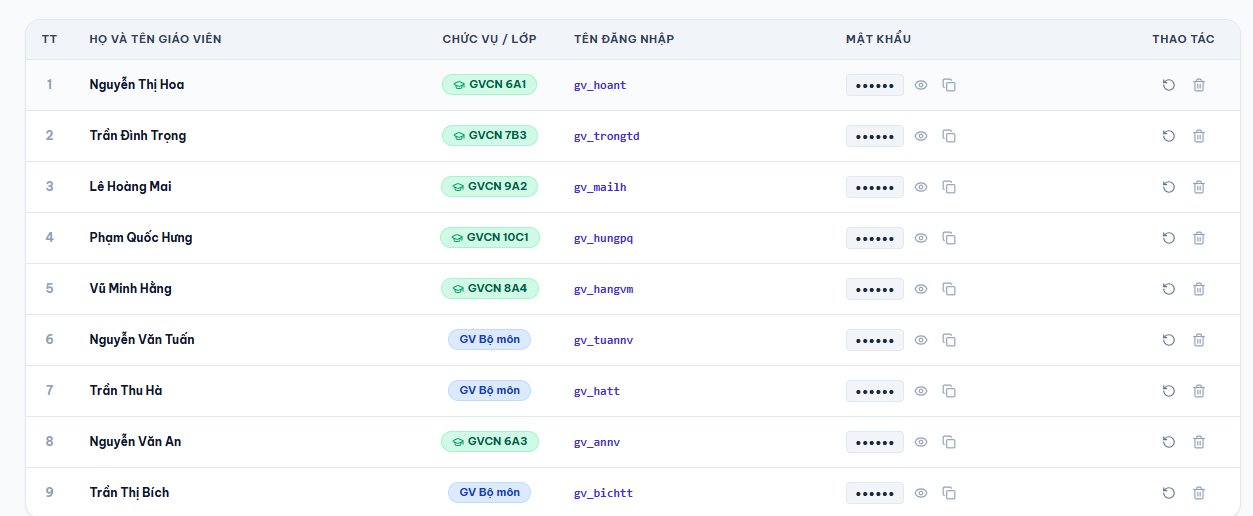 TT HỌ VÀ TÊN GIÁO VIÊN CHỨC VỤ / LỚP TÊN ĐĂNG NHẬP MẬT KHẨU THAO TÁC
1 Nguyễn Thị Hoa GVCN 6A1 gv_hoant ••••••
2 Trần Đình Trọng GVCN 7B3 gv_trongtd ••••••
3 Lê Hoàng Mai GVCN 9A2 gv_mailh ••••••
4 Phạm Quốc Hưng GVCN 10C1 gv_hungpq ••••••
5 Vũ Minh Hằng GVCN 8A4 gv_hangvm ••••••
6 Nguyễn Văn Tuấn GV Bộ môn gv_tuannv ••••••
7 Trần Thu Hà GV Bộ môn gv_hatt ••••••
8 Nguyễn Văn An GVCN 6A3 gv_annv ••••••
9 Trần Thị Bích GV Bộ môn gv_bichtt ••••••